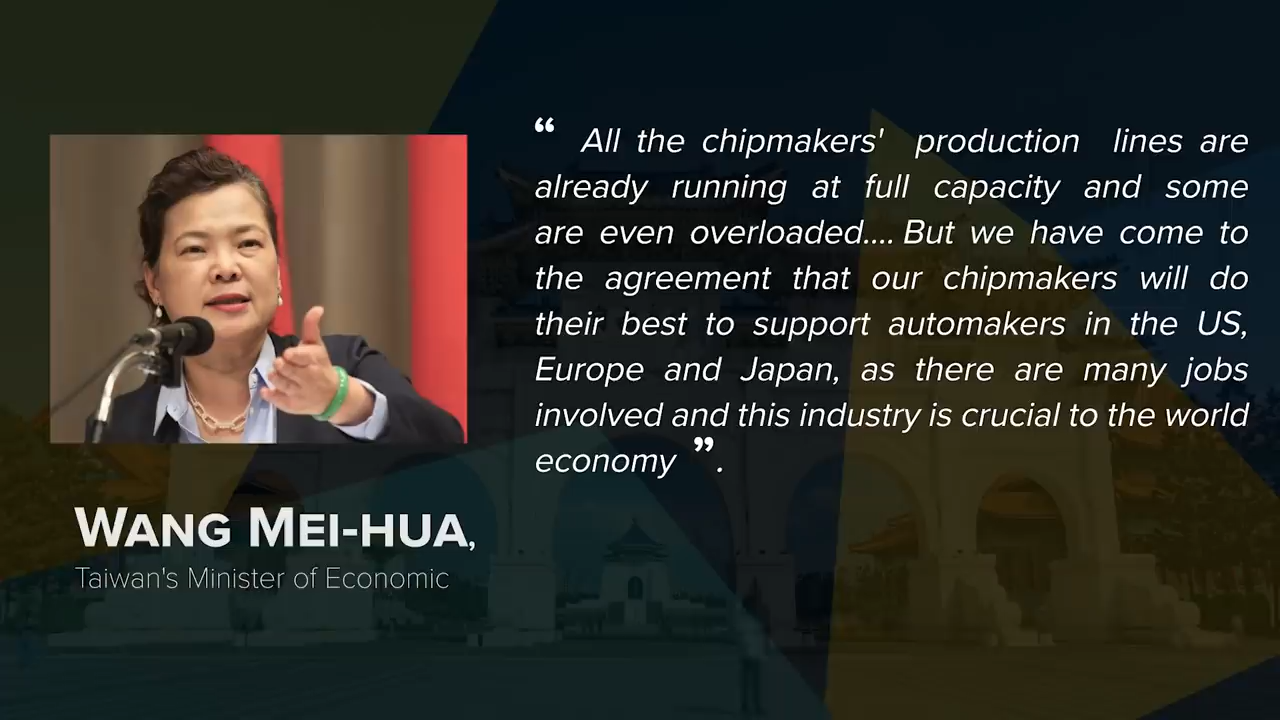 “ All the chipmakers' production lines are
already running at full capacity and some
are even overloaded.... But we have come to
the agreement that our chipmakers will do
their best to support automakers in the US,
Europe and Japan, as there are many jobs
involved and this industry is crucial to the world
economy ”.
WANG MEI-HUA,
Taiwan's Minister of Economic